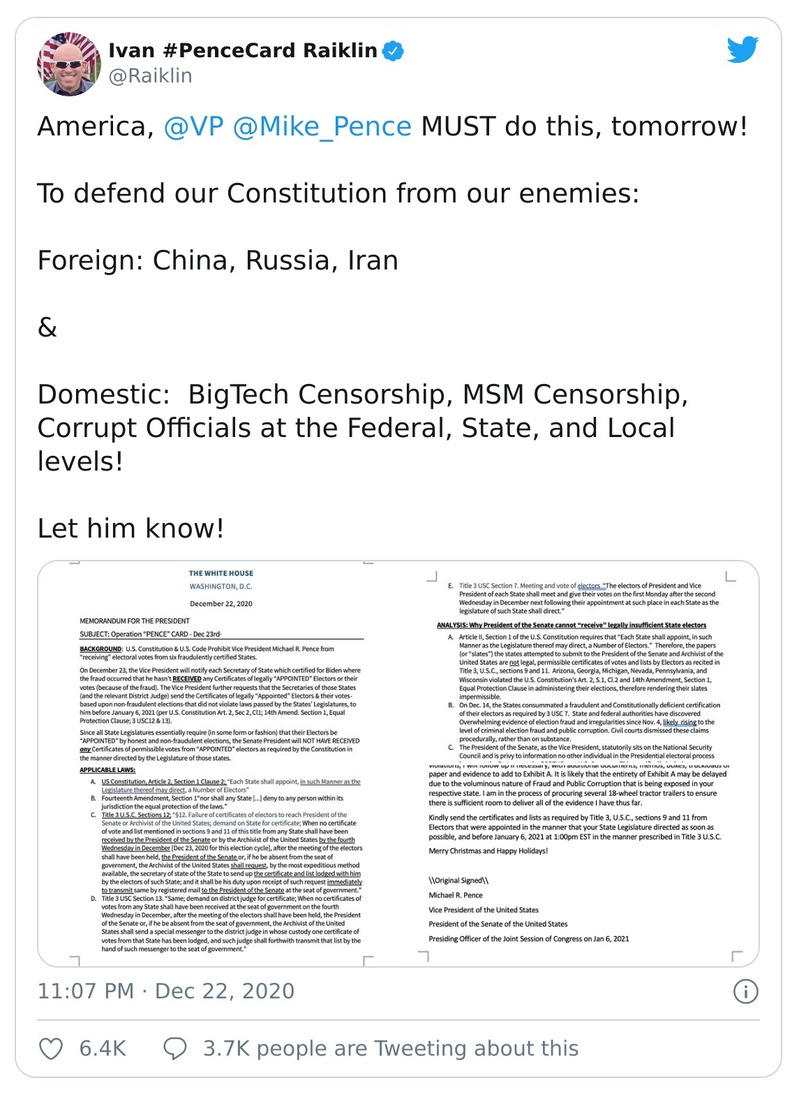 Ivan #PenceCard Raiklin
@Raiklin
America, @VP @Mike_Pence MUST do this, tomorrow!
To defend our Constitution from our enemies:
Foreign: China, Russia, Iran
&
Domestic:  BigTech Censorship, MSM Censorship,
Corrupt Officials at the Federal, State, and Local
levels!
Let him know!
THE WHITE HOUSE
WASHINGTON, D.C.
December 22, 2020
MEMORANDUM FOR THE PRESIDENT
SUBJECT: Operation "PENCE" CARD - Dec 23rd
BACKGROUND: U.S. Constitution & U.S. Code Prohibit Vice President Michael R. Pence from
"receiving" electoral votes from six fraudulently certified States.
On December 23, the Vice President will notify each Secretary of State which certified for Biden where
the fraud occurred that he hasn't RECEIVED any Certificates of legally "APPOINTED" Electors or their
votes (because of the fraud). The Vice President further requests that the Secretaries of those States
(and the relevant District Judge) send the Certificates of legally "Appointed" Electors & their votes-
based upon non-fraudulent elections that did not violate laws passed by the States' Legislatures, to
him before January 6, 2021 (per U.S. Constitution Art. 2, Sec 2, Cl1; 14th Amend. Section 1, Equal
Protection Clause; 3 USC12 & 13).
Since all State Legislatures essentially require (in some form or fashion) that their Electors be
"APPOINTED" by honest and non-fraudulent elections, the Senate President will NOT HAVE RECEIVED
any Certificates of permissible votes from "APPOINTED" electors as required by the Constitution in
the manner directed by the Legislature of those states.
APPLICABLE LAWS:
A. US Constitution, Article 2, Section 1 Clause 2: "Each State shall appoint, in such Manner as the
Legislature thereof may direct, a Number of Electors"
B. Fourteenth Amendment, Section 1"nor shall any State [...] deny to any person within its
jurisdiction the equal protection of the laws."
C. Title 3 U.S.C. Sections 12: "§12. Failure of certificates of electors to reach President of the
Senate or Archivist of the United States; demand on State for certificate; When no certificate
of vote and list mentioned in sections 9 and 11 of this title from any State shall have been
received by the President of the Senate or by the Archivist of the United States by the fourth
Wednesday in December [Dec 23, 2020 for this election cycle], after the meeting of the electors
shall have been held, the President of the Senate or, if he be absent from the seat of
government, the Archivist of the United States shall request, by the most expeditious method
available, the secretary of state of the State to send up the certificate and list lodged with him
by the electors of such State; and it shall be his duty upon receipt of such request immediately
to transmit same by registered mail to the President of the Senate at the seat of government."
D. Title 3 USC Section 13. "Same; demand on district judge for certificate; When no certificates of
votes from any State shall have been received at the seat of government on the fourth
Wednesday in December, after the meeting of the electors shall have been held, the President
of the Senate or, if he be absent from the seat of government, the Archivist of the United
States shall send a special messenger to the district judge in whose custody one certificate of
votes from that State has been lodged, and such judge shall forthwith transmit that list by the
hand of such messenger to the seat of government."
E. Title 3 USC Section 7. Meeting and vote of electors. "The electors of President and Vice
President of each State shall meet and give their votes on the first Monday after the second
Wednesday in December next following their appointment at such place in each State as the
legislature of such State shall direct."
ANALYSIS: Why President of the Senate cannot "receive" legally insufficient State electors
A. Article II, Section 1 of the U.S. Constitution requires that "Each State shall appoint, in such
Manner as the Legislature thereof may direct, a Number of Electors." Therefore, the papers
(or "slates") the states attempted to submit to the President of the Senate and Archivist of the
United States are not legal, permissible certificates of votes and lists by Electors as recited in
Title 3, U.S.C., sections 9 and 11. Arizona, Georgia, Michigan, Nevada, Pennsylvania, and
Wisconsin violated the U.S. Constitution's Art. 2, S.1, Cl.2 and 14th Amendment, Section 1,
Equal Protection Clause in administering their elections, therefore rendering their slates
impermissible.
B. On Dec. 14, the States consummated a fraudulent and Constitutionally deficient certification
of their electors as required by 3 USC 7. State and federal authorities have discovered
Overwhelming evidence of election fraud and irregularities since Nov. 4, likely rising to the
level of criminal election fraud and public corruption. Civil courts dismissed these claims
procedurally, rather than on substance.
C. The President of the Senate, as the Vice President, statutorily sits on the National Security
Council and is privy to information no other individual in the Presidential electoral process
paper and evidence to add to Exhibit A. It is likely that the entirety of Exhibit A may be delayed
due to the voluminous nature of Fraud and Public Corruption that is being exposed in your
respective state. I am in the process of procuring several 18-wheel tractor trailers to ensure
there is sufficient room to deliver all of the evidence I have thus far.
Kindly send the certificates and lists as required by Title 3, U.S.C., sections 9 and 11 from
Electors that were appointed in the manner that your State Legislature directed as soon as
possible, and before January 6, 2021 at 1:00pm EST in the manner prescribed in Title 3 U.S.C.
Merry Christmas and Happy Holidays!
\\Original Signed\\
Michael R. Pence
Vice President of the United States
President of the Senate of the United States
Presiding Officer of the Joint Session of Congress on Jan 6, 2021
11:07 PM · Dec 22, 2020
6.4K
3.7K people are Tweeting about this